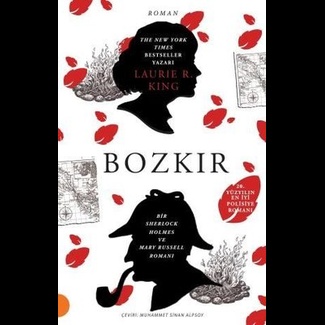 ROMAN
THE NEW YORK
TIMES
BESTSELLER
YAZARI
LAURIE R.
KING
BOZKIR
20.
YÜZYILIN
EN İYİ
POLİSİYE
ROMANI
BİR
SHERLOCK
HOLMES
VE
MARY RUSSELL
ROMANI
ÇEVİRİ: MUHAMMET SİNAN ALPSOY